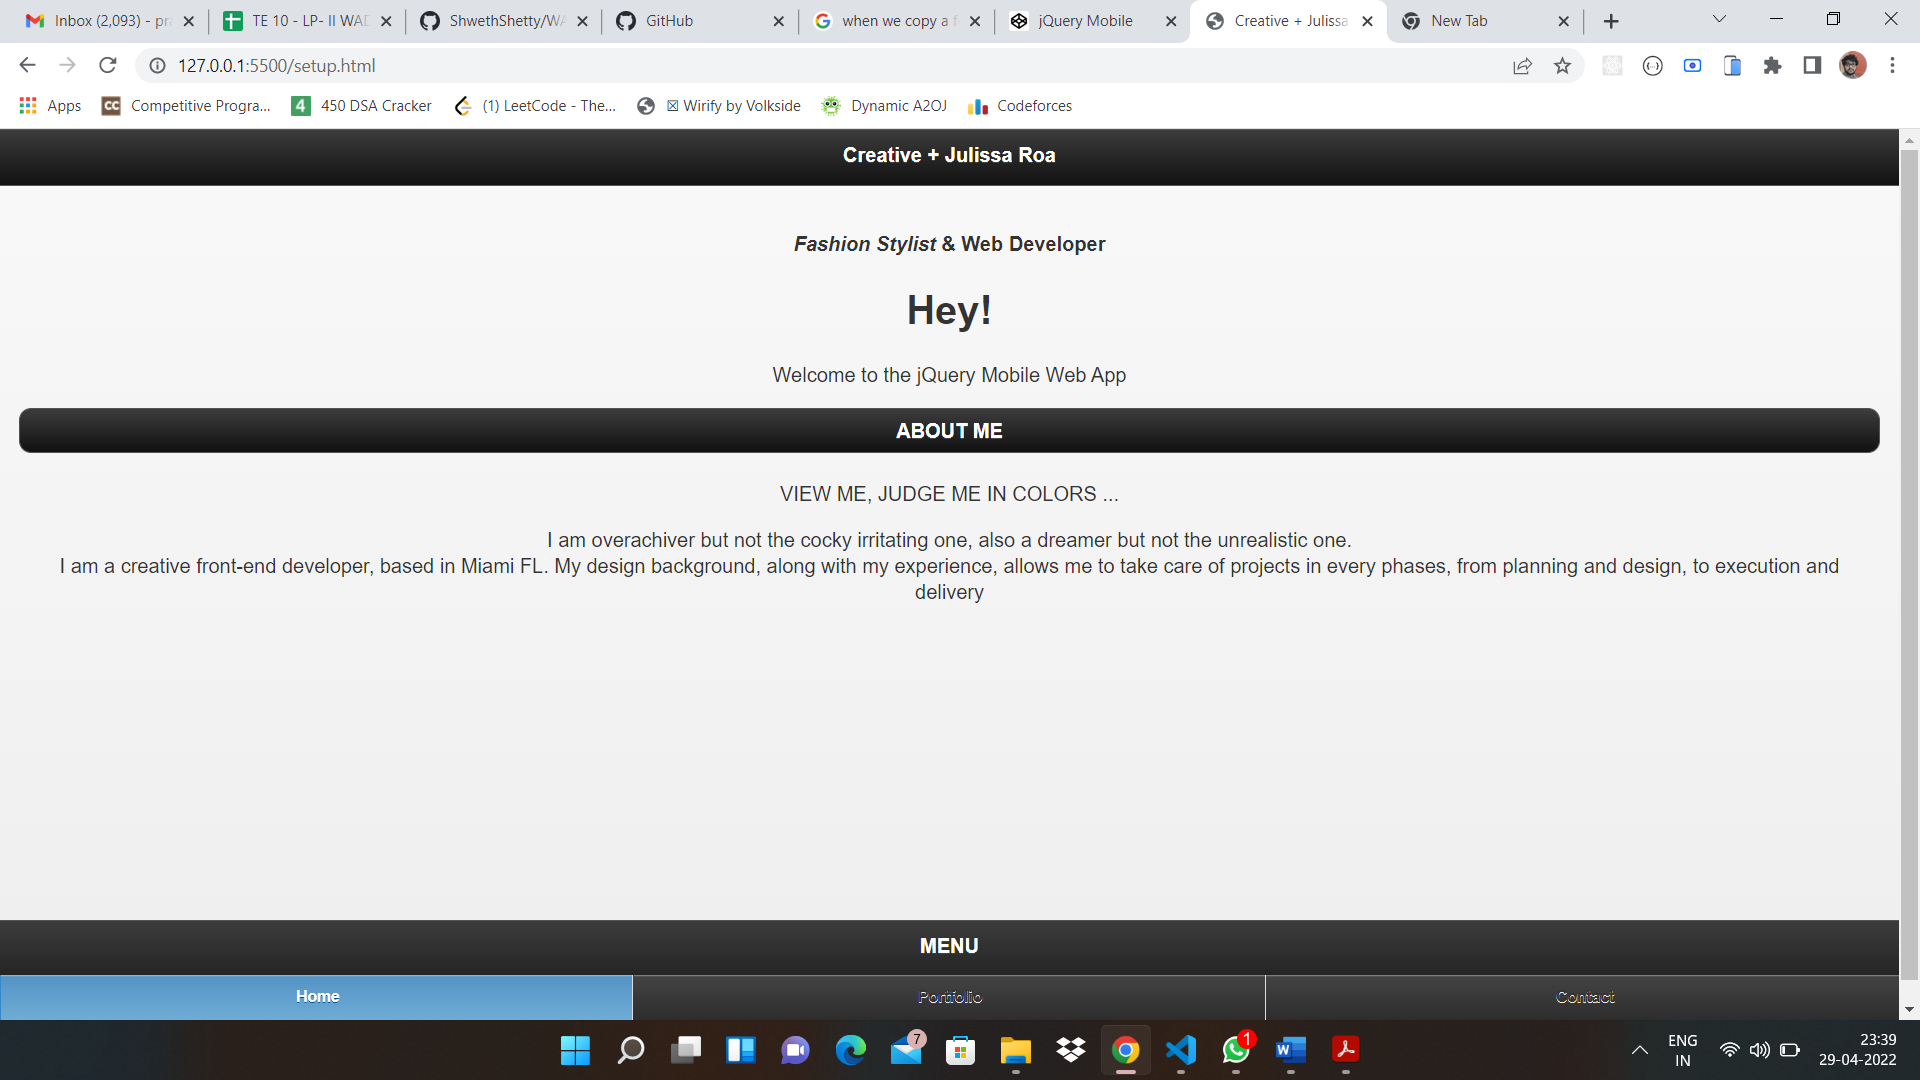 Inbox (2,093) - pra
TE 10 - LP- II WAD
ShwethShetty/WA
GitHub
when we copy a f
jQuery Mobile
Creative + Julissa
New Tab
127.0.0.1:5500/setup.html
Apps
CC Competitive Progra...
4 450 DSA Cracker
(1) LeetCode - The...
☒ Wirify by Volkside
Dynamic A2OJ
Codeforces
Creative + Julissa Roa
Fashion Stylist & Web Developer
Hey!
Welcome to the jQuery Mobile Web App
ABOUT ME
VIEW ME, JUDGE ME IN COLORS ...
I am overachiver but not the cocky irritating one, also a dreamer but not the unrealistic one.
I am a creative front-end developer, based in Miami FL. My design background, along with my experience, allows me to take care of projects in every phases, from planning and design, to execution and
delivery
MENU
Home
Portfolio
Contact
7
1
ENG
IN
23:39
29-04-2022